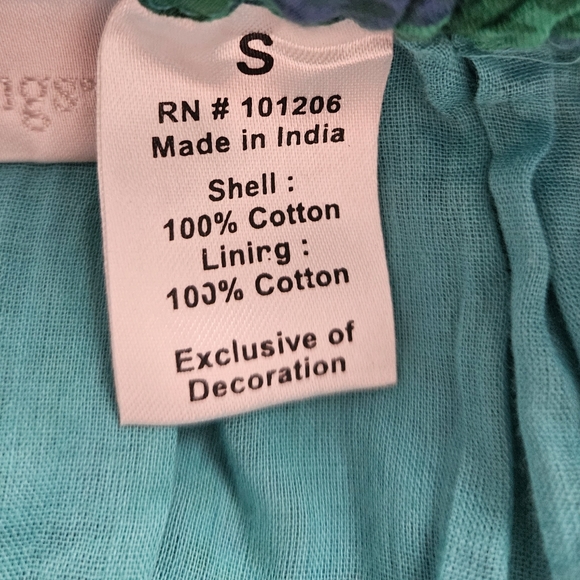 S
RN # 101206
Made in India
Shell :
100% Cotton
Lining :
100% Cotton
Exclusive of
Decoration